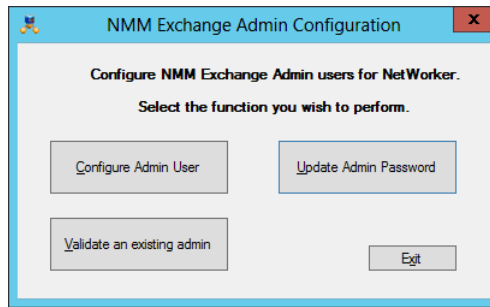 NMM Exchange Admin Configuration
x
Configure NMM Exchange Admin users for NetWorker.
Select the function you wish to perform.
Configure Admin User
Update Admin Password
Validate an existing admin
Exit